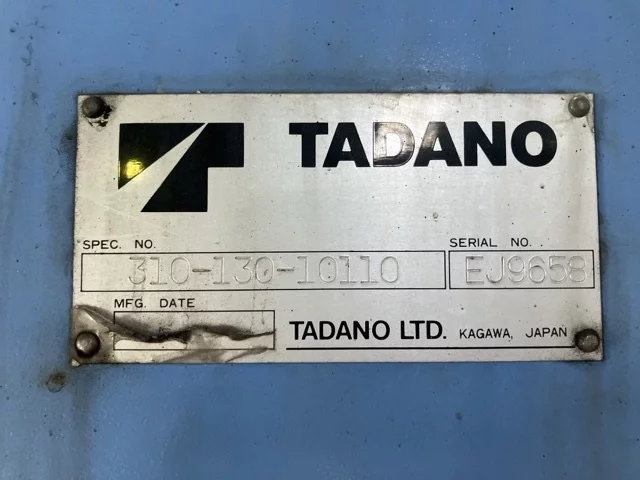 TADANO
SPEC. NO.
SERIAL NO.
310-130-10110
EJ9658
MFG. DATE
TADANO LTD. KAGAWA, JAPAN